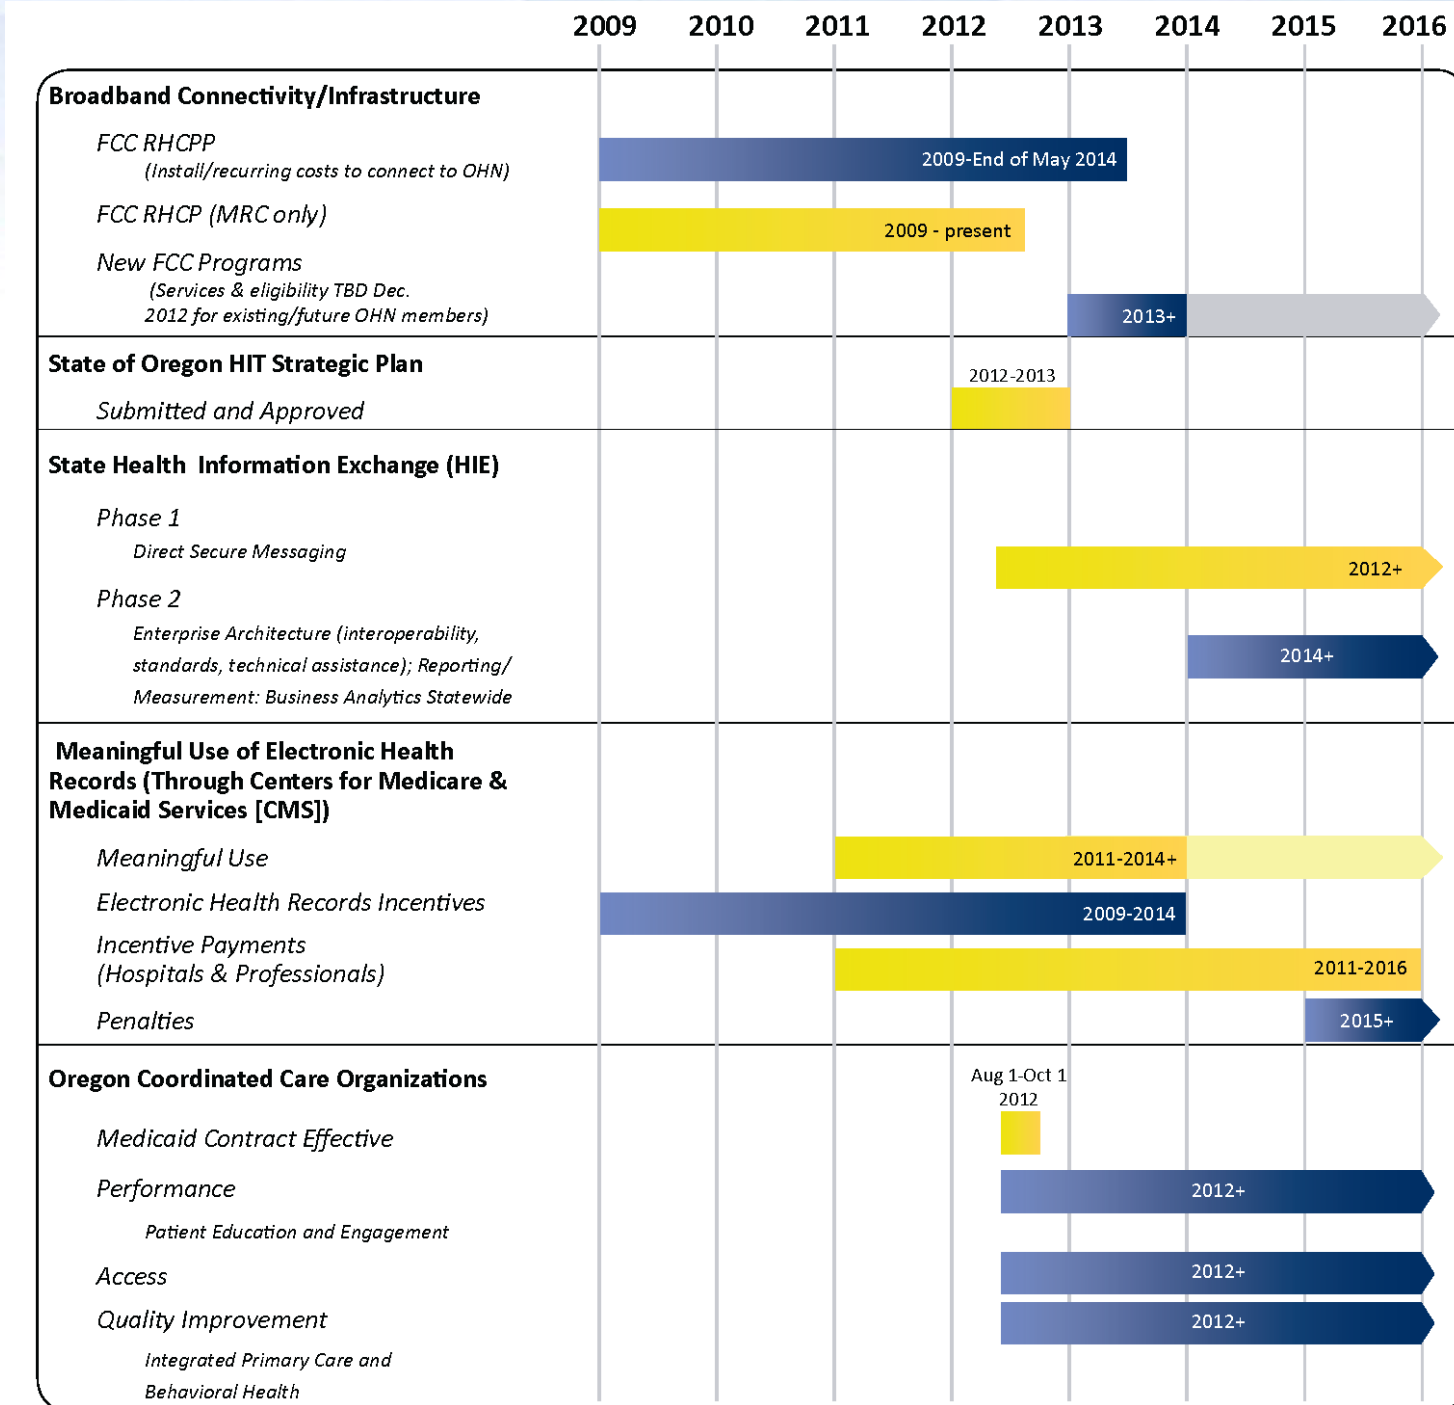 2009 2010 2011 2012 2013 2014 2015 2016
Broadband Connectivity/Infrastructure
FCC RHCPP
(Install/recurring costs to connect to OHN)
2009-End of May 2014
FCC RHCP (MRC only)
2009 - present
New FCC Programs
(Services & eligibility TBD Dec.
2012 for existing/future OHN members)
2013+
State of Oregon HIT Strategic Plan
2012-2013
Submitted and Approved
State Health Information Exchange (HIE)
Phase 1
Direct Secure Messaging
2012+
Phase 2
Enterprise Architecture (interoperability,
standards, technical assistance); Reporting/
Measurement: Business Analytics Statewide
2014+
Meaningful Use of Electronic Health
Records (Through Centers for Medicare &
Medicaid Services [CMS])
Meaningful Use
2011-2014+
Electronic Health Records Incentives
2009-2014
Incentive Payments
(Hospitals & Professionals)
2011-2016
Penalties
2015+
Oregon Coordinated Care Organizations
Aug 1-Oct 1
2012
Medicaid Contract Effective
Performance
2012+
Patient Education and Engagement
Access
2012+
Quality Improvement
2012+
Integrated Primary Care and
Behavioral Health